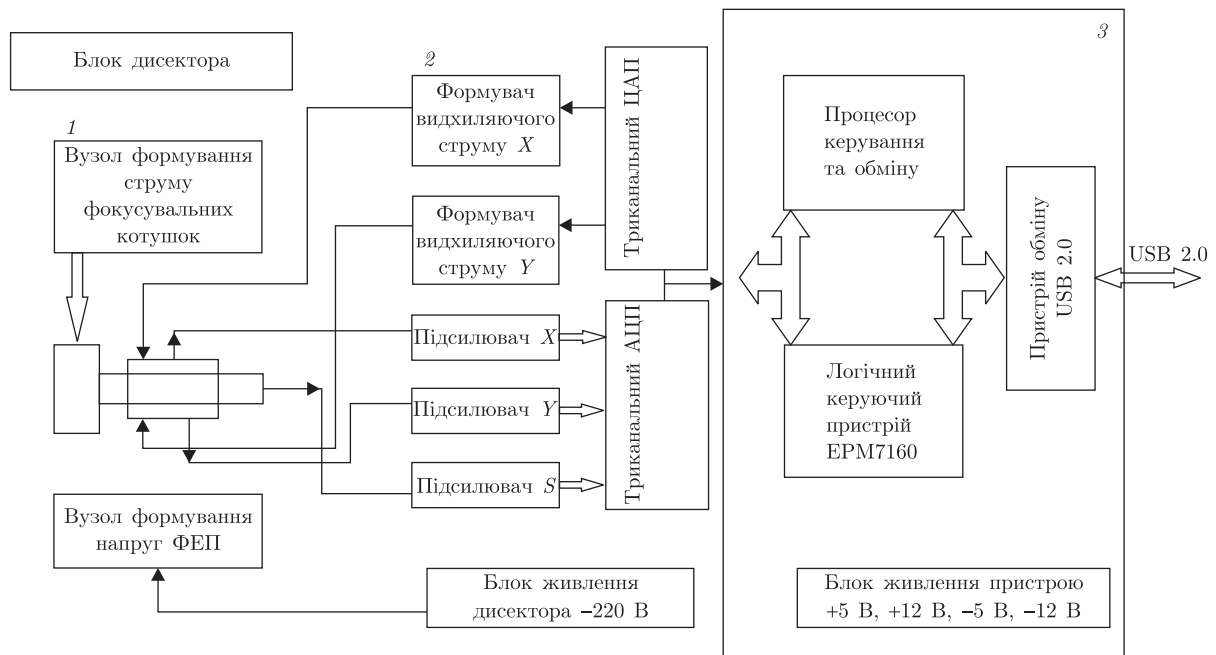 Блок дисектора
1
Вузол формування
струму
фокусувальних
котушок
2
Формувач
видхиляючого
струму X
Формувач
видхиляючого
струму Y
Триканальний ЦАП
Підсилювач X
Підсилювач Y
Підсилювач S
Триканальний АЦП
Вузол формування
напруг ФЕП
Блок живлення
дисектора –220 В
3
Процесор
керування
та обміну
Логічний
керуючий
пристрій
EPM7160
Пристрій обміну
USB 2.0
USB 2.0
Блок живлення пристрою
+5 В, +12 В, –5 В, –12 В